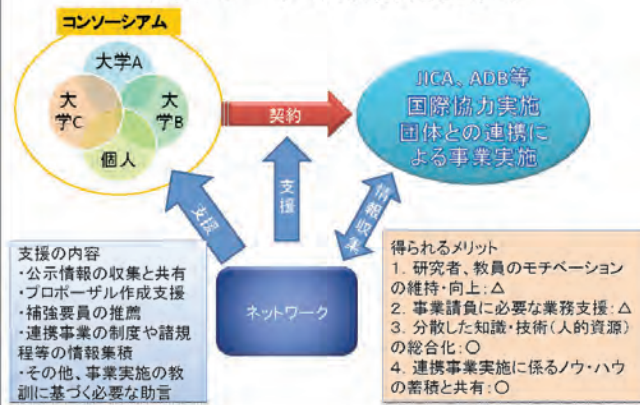 コンソーシアム
大学A
大
学C
大
学B
個人
契約
JICA、ADB等
国際協力実施
団体との連携に
よる事業実施
支援
支援
情報収集
ネットワーク
支援の内容
・公示情報の収集と共有
・プロポーザル作成支援
・補強要員の推薦
・連携事業の制度や諸規
程等の情報集積
・その他、事業実施の教
訓に基づく必要な助言
得られるメリット
1. 研究者、教員のモチベーション
の維持・向上:△
2. 事業請負に必要な業務支援:△
3. 分散した知識・技術(人的資源)
の総合化:○
4. 連携事業実施に係るノウ・ハウ
の蓄積と共有:○